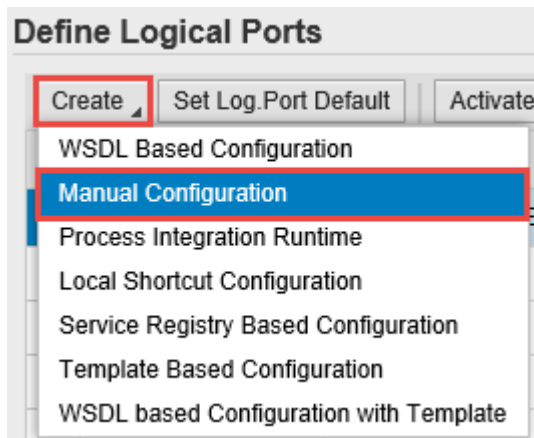 Define Logical Ports
Create Set Log.Port Default Activate
WSDL Based Configuration
Manual Configuration
Process Integration Runtime
Local Shortcut Configuration
Service Registry Based Configuration
Template Based Configuration
WSDL based Configuration with Template